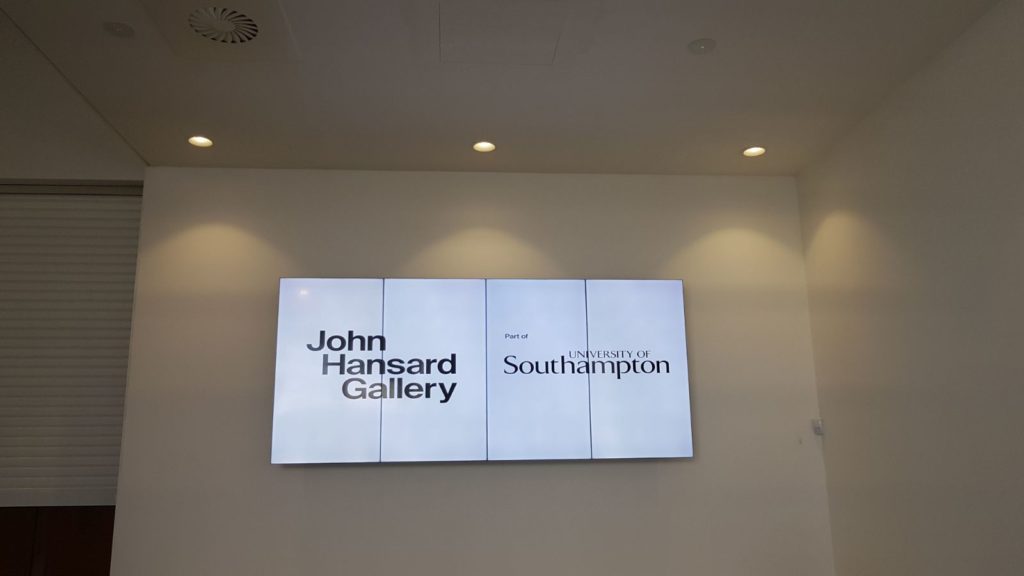 John
Hansard
Gallery
Part of
UNIVERSITY OF
Southampton